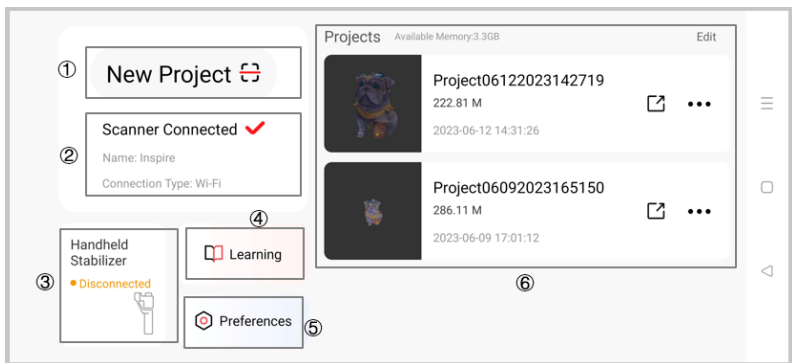 ① New Project
② Scanner Connected
Name: Inspire
Connection Type: Wi-Fi
③ Handheld
Stabilizer
Disconnected
④
Learning
Preferences ⑤
Projects Available Memory:3.3GB Edit
Project06122023142719
222.81 M
2023-06-12 14:31:26
Project06092023165150
286.11 M
2023-06-09 17:01:12
⑥